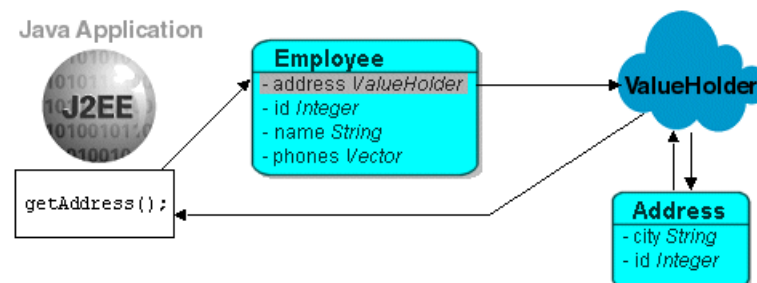 Java Application
J2EE
getAddress();
Employee
- address ValueHolder
- id Integer
- name String
- phones Vector
ValueHolder
Address
- city String
- id Integer